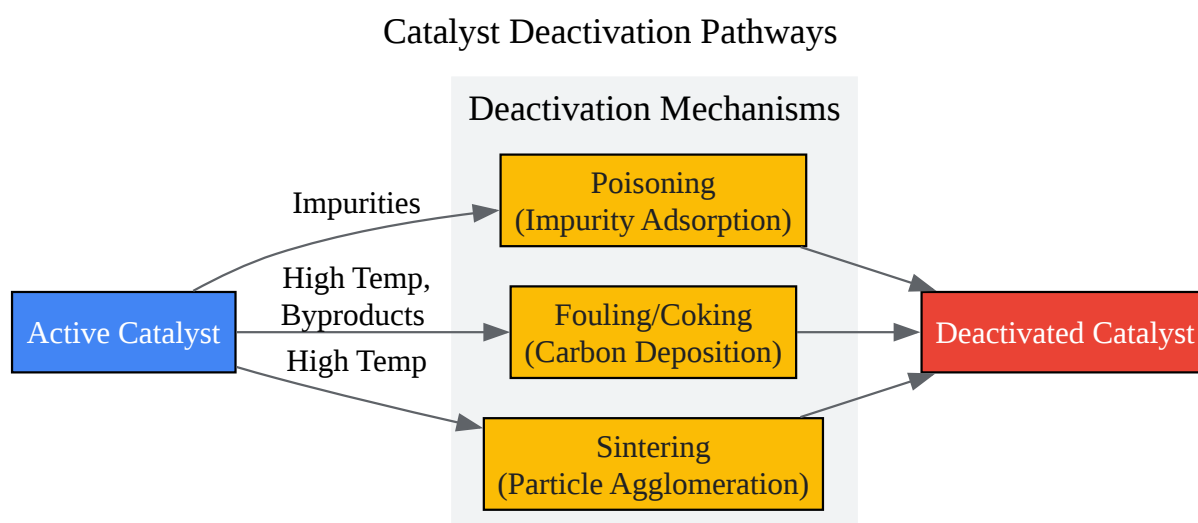 Catalyst Deactivation Pathways
Deactivation Mechanisms
Poisoning
(Impurity Adsorption)
Impurities
High Temp,
Byproducts
Fouling/Coking
(Carbon Deposition)
Active Catalyst
Deactivated Catalyst
High Temp
Sintering
(Particle Agglomeration)